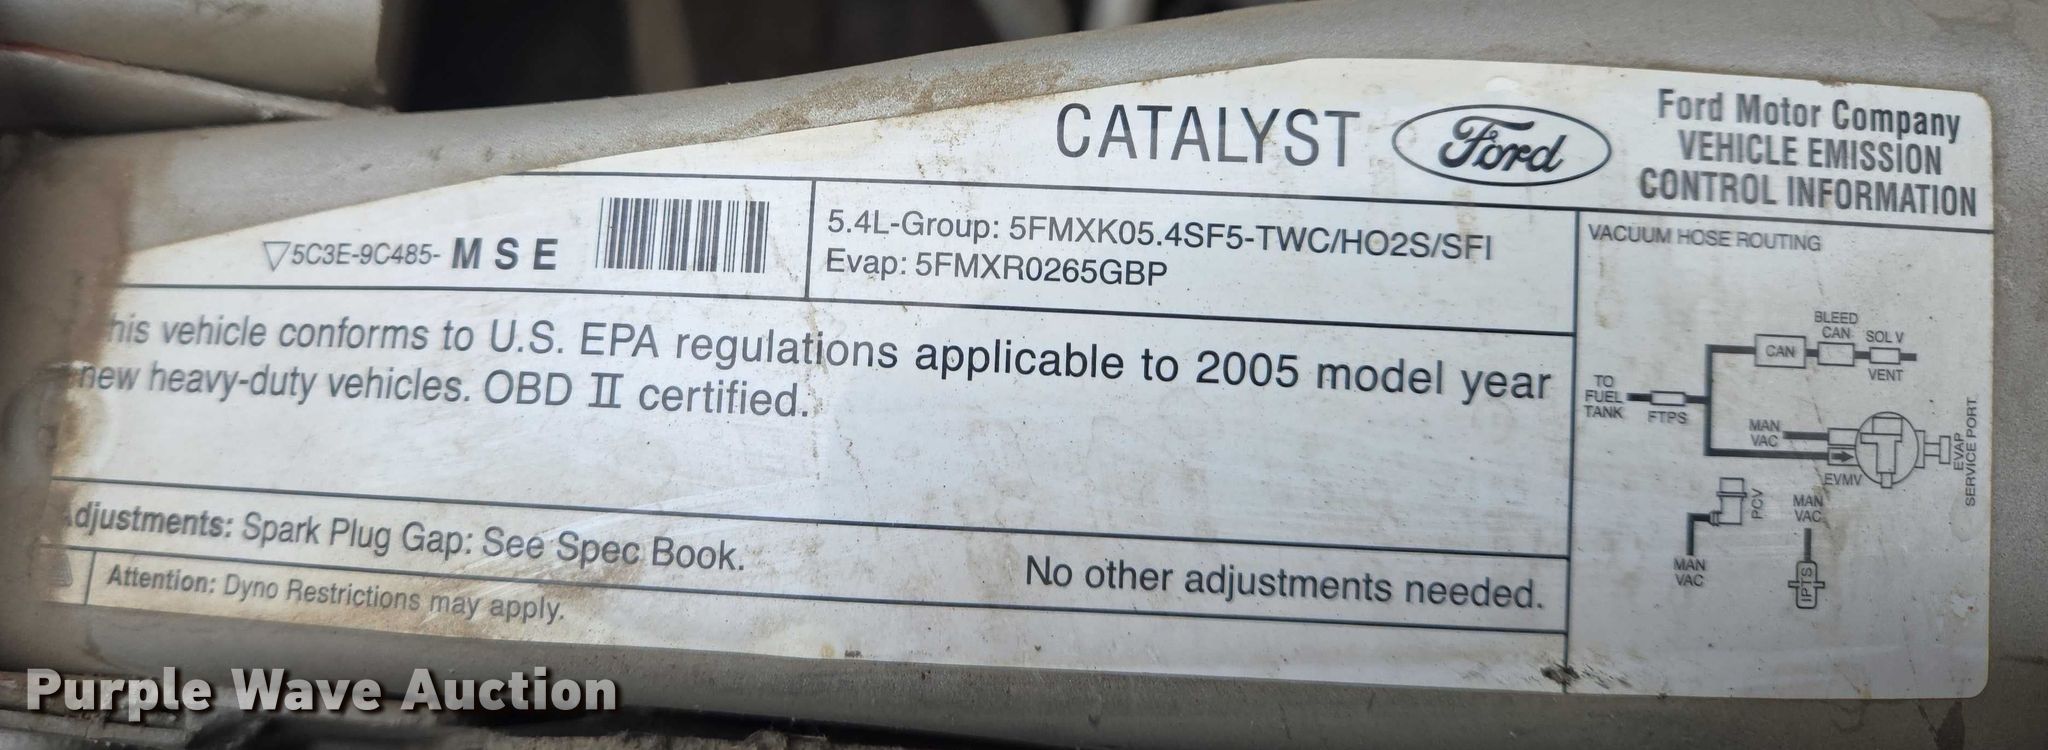 CATALYST
Ford
Ford Motor Company
VEHICLE EMISSION
CONTROL INFORMATION
5C3E-9C485- MSE
5.4L-Group: 5FMXK05.4SF5-TWC/HO2S/SFI
Evap: 5FMXR0265GBP
his vehicle conforms to U.S. EPA regulations applicable to 2005 model year
new heavy-duty vehicles. OBD II certified.
djustments: Spark Plug Gap: See Spec Book.
No other adjustments needed.
Attention: Dyno Restrictions may apply.
VACUUM HOSE ROUTING
BLEED
CAN
SOL V
CAN
VENT
TO
FUEL
TANK
FTPS
MAN
VAC
EVMV
EVAP
SERVICE PORT
PCV
MAN
VAC
MAN
VAC
IPTS
Purple Wave Auction